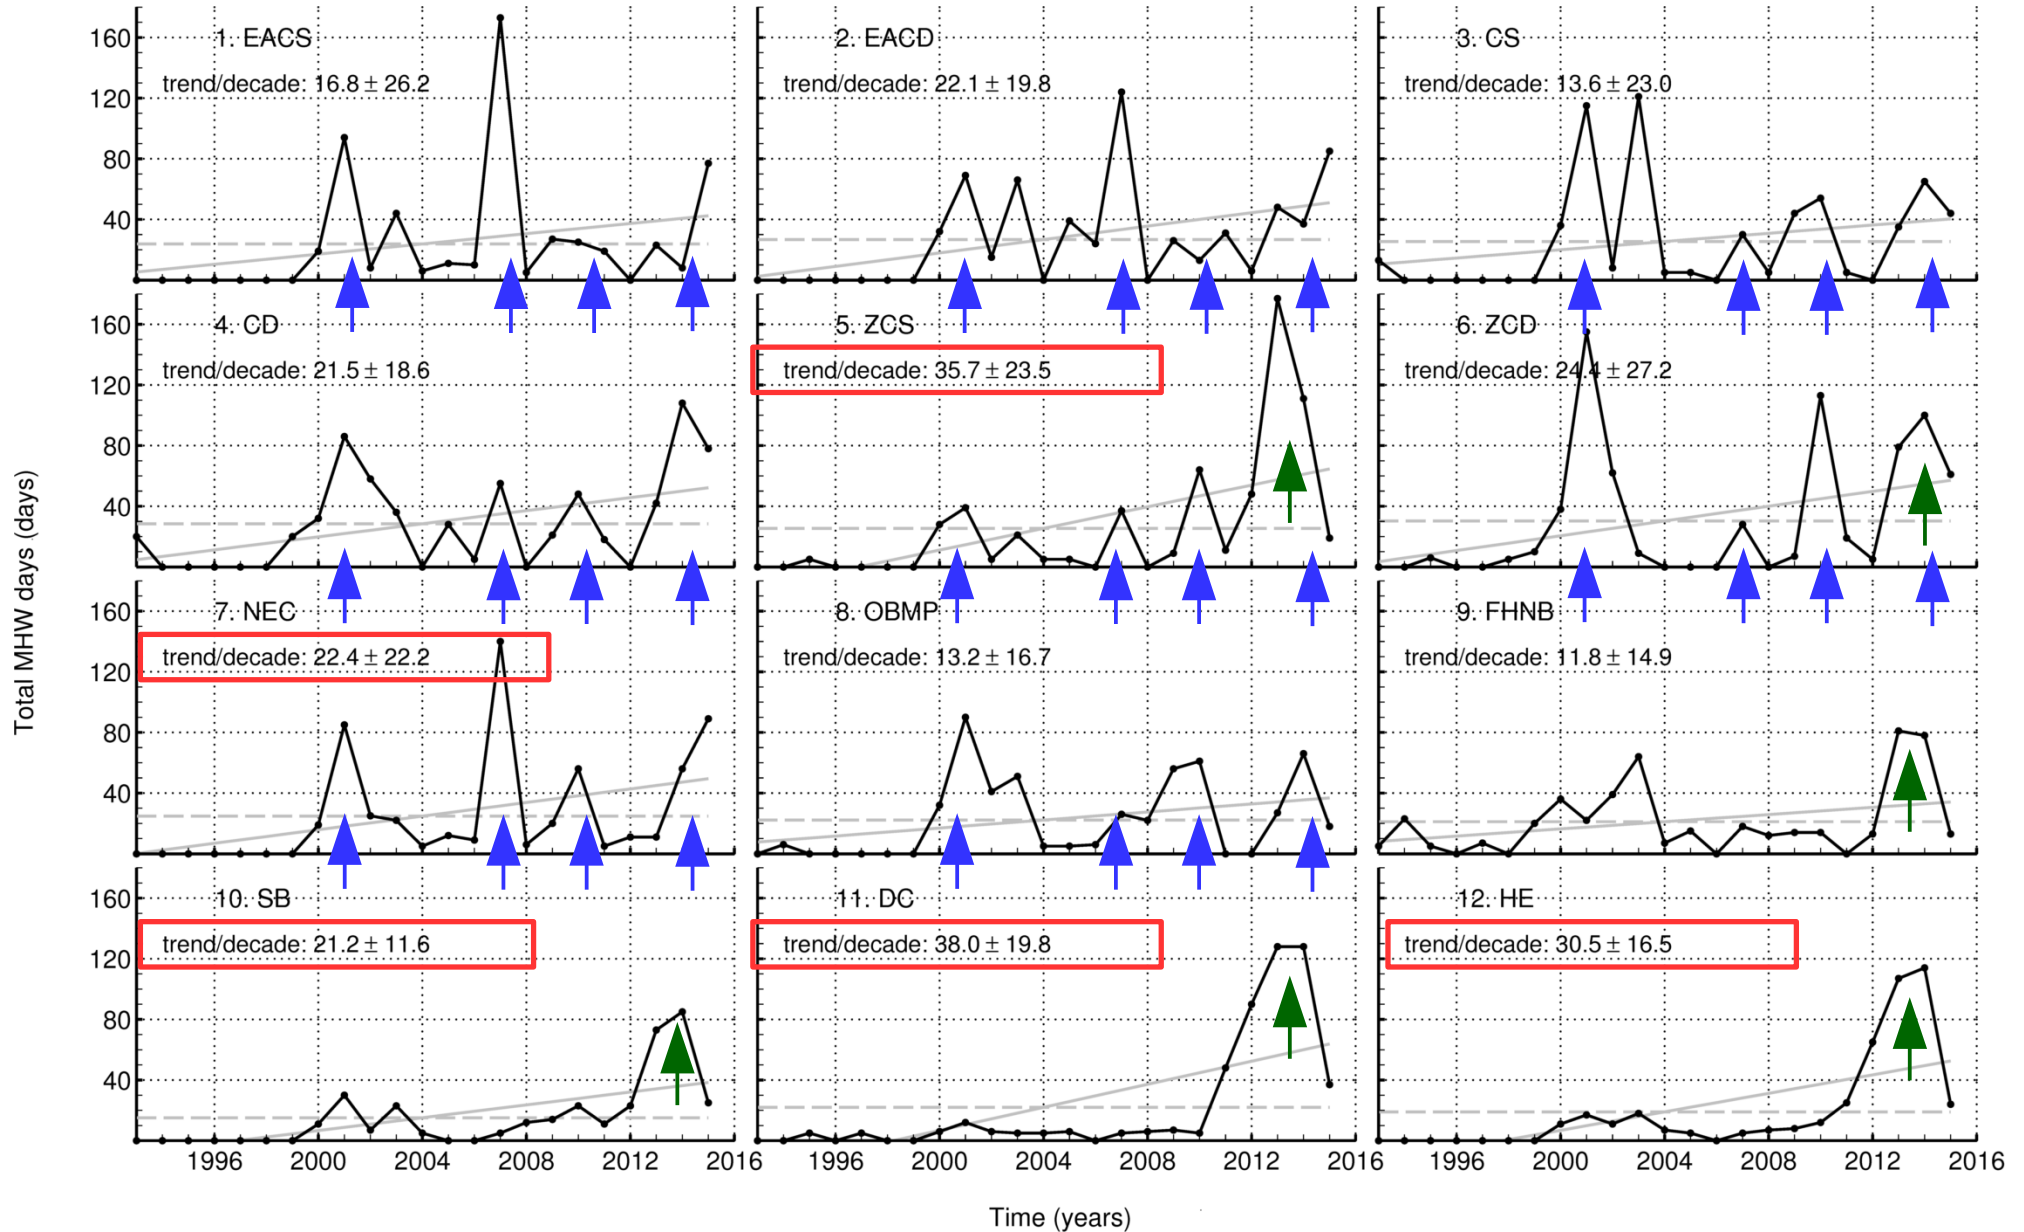 160
120
80
40
1. EACS
trend/decade: 16.8 ± 26.2
2. EACD
trend/decade: 22.1 ± 19.8
3. CS
trend/decade: 13.6 ± 23.0
160
120
80
40
4. CD
trend/decade: 21.5 ± 18.6
5. ZCS
trend/decade: 35.7 ± 23.5
6. ZCD
trend/decade: 24.4 ± 27.2
Total MHW days (days)
160
120
80
40
7. NEC
trend/decade: 22.4 ± 22.2
8. OBMP
trend/decade: 13.2 ± 16.7
9. FHNB
trend/decade: 11.8 ± 14.9
160
120
80
40
10. SB
trend/decade: 21.2 ± 11.6
11. DC
trend/decade: 38.0 ± 19.8
12. HE
trend/decade: 30.5 ± 16.5
1996 2000 2004 2008 2012 2016
1996 2000 2004 2008 2012 2016
1996 2000 2004 2008 2012 2016
Time (years)